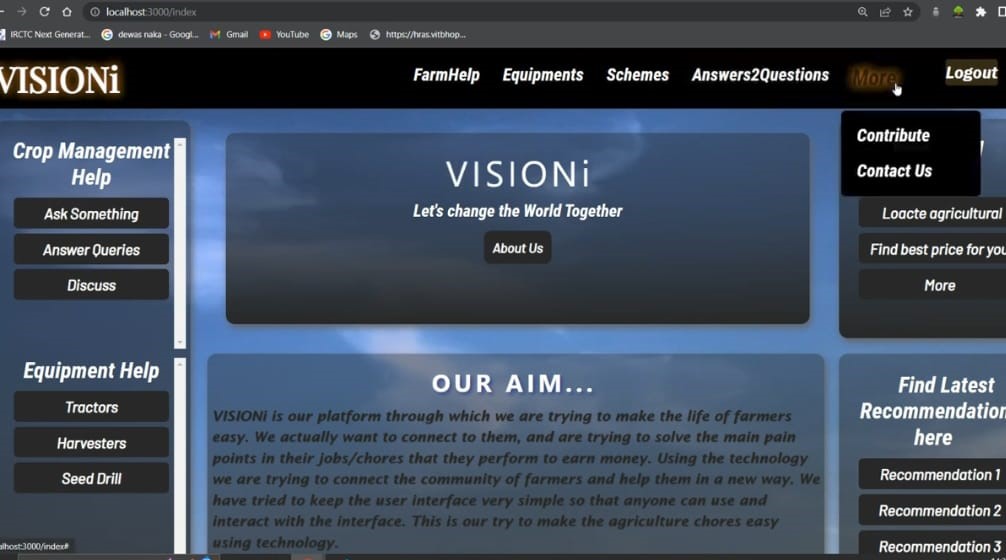 localhost:3000/index
IRCTC Next Generat... dewas naka - Googl... Gmail YouTube Maps https://hras.vitbhop...
VISIONi
FarmHelp Equipments Schemes Answers2Questions More Logout
Contribute
Contact Us
Crop Management
Help
Ask Something
Answer Queries
Discuss
Equipment Help
Tractors
Harvesters
Seed Drill
VISIONi
Let's change the World Together
About Us
OUR AIM...
VISIONi is our platform through which we are trying to make the life of farmers
easy. We actually want to connect to them, and are trying to solve the main pain
points in their jobs/chores that they perform to earn money. Using the technology
we are trying to connect the community of farmers and help them in a new way. We
have tried to keep the user interface very simple so that anyone can use and
interact with the interface. This is our try to make the agriculture chores easy
using technology.
Loacte agricultural
Find best price for you
More
Find Latest
Recommendation
here
Recommendation 1
Recommendation 2
Recommendation 3
alhost:3000/index#